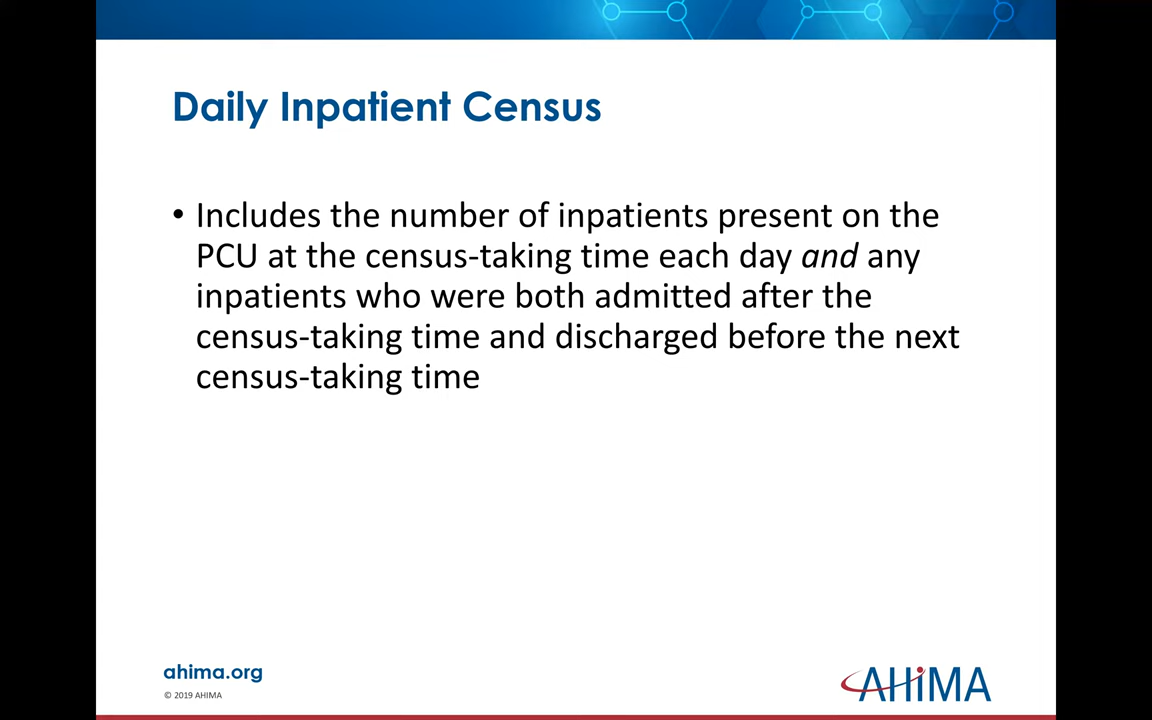 Daily Inpatient Census
• Includes the number of inpatients present on the
PCU at the census-taking time each day and any
inpatients who were both admitted after the
census-taking time and discharged before the next
census-taking time
ahima.org
© 2019 AHIMA
AHiMA